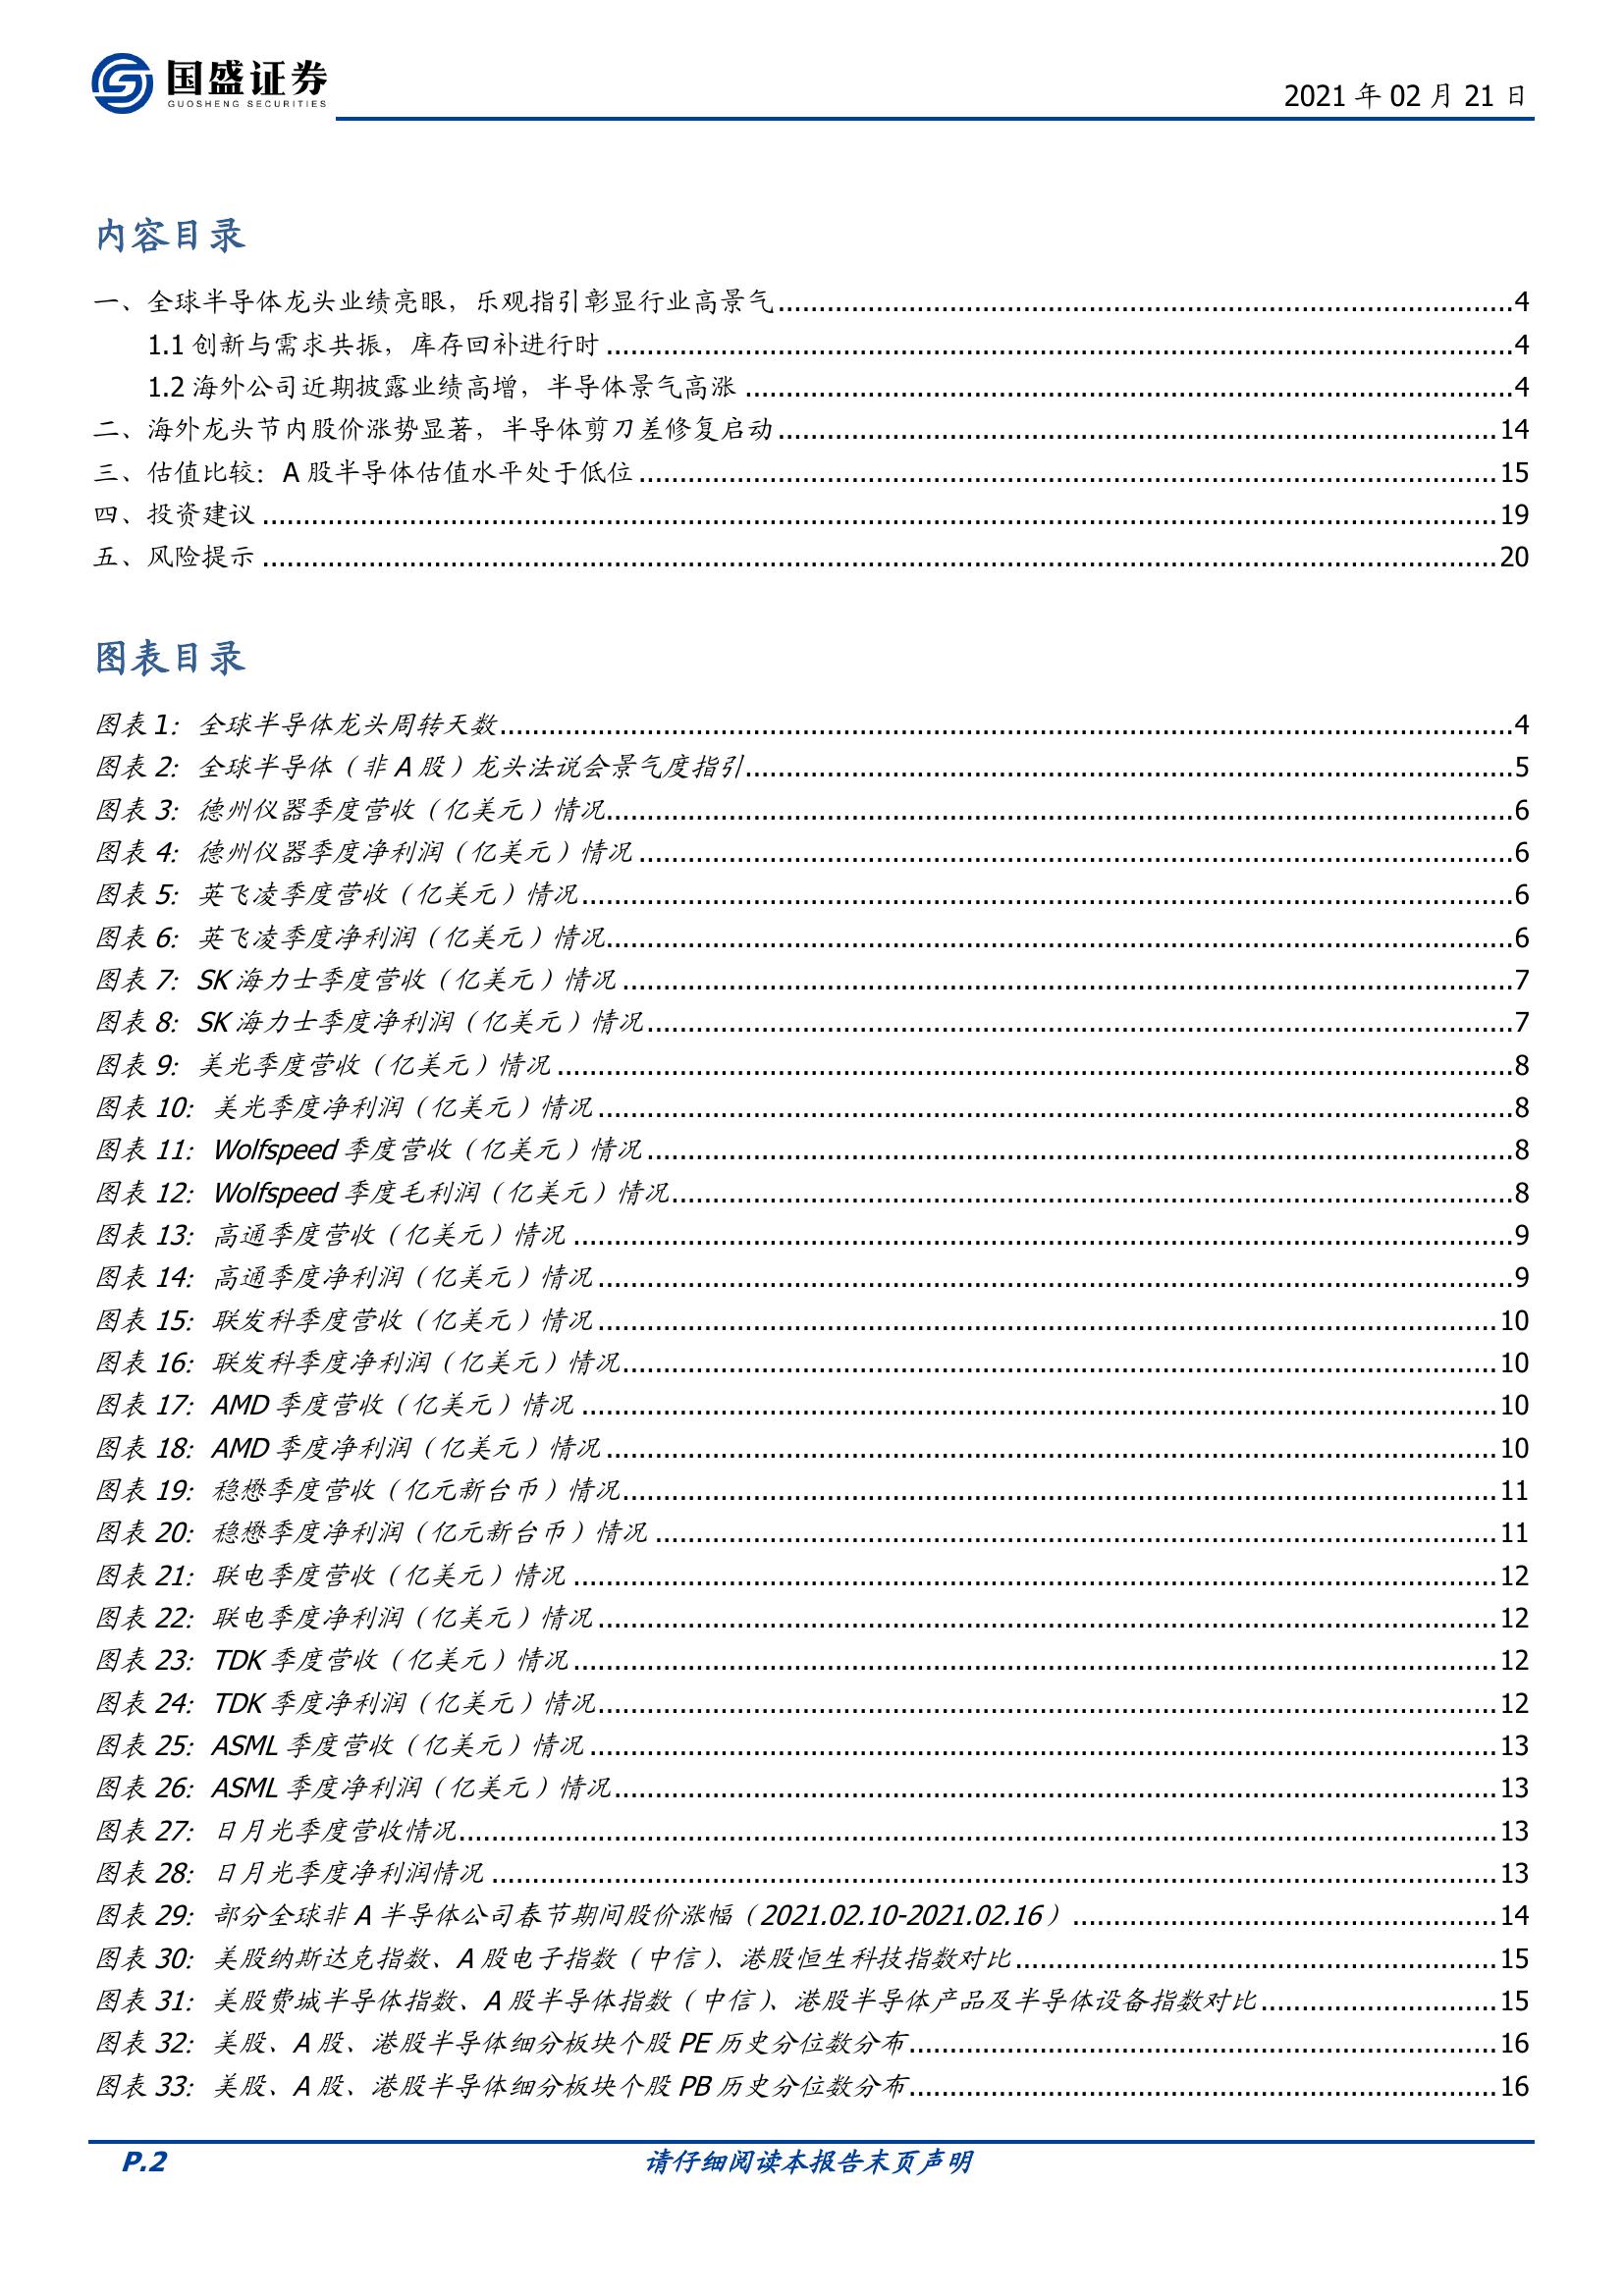 国盛证券
GUOSHENG SECURITIES
2021 年 02 月 21 日
内容目录
一、全球半导体龙头业绩亮眼，乐观指引彰显行业高景气 4
1.1 创新与需求共振，库存回补进行时 4
1.2 海外公司近期披露业绩高增，半导体景气高涨 4
二、海外龙头节内股价涨势显著，半导体剪刀差修复启动 14
三、估值比较：A 股半导体估值水平处于低位 15
四、投资建议 19
五、风险提示 20
图表目录
图表 1：全球半导体龙头周转天数 4
图表 2：全球半导体（非 A 股）龙头法说会景气度指引 5
图表 3：德州仪器季度营收（亿美元）情况 6
图表 4：德州仪器季度净利润（亿美元）情况 6
图表 5：英飞凌季度营收（亿美元）情况 6
图表 6：英飞凌季度净利润（亿美元）情况 6
图表 7：SK 海力士季度营收（亿美元）情况 7
图表 8：SK 海力士季度净利润（亿美元）情况 7
图表 9：美光季度营收（亿美元）情况 8
图表 10：美光季度净利润（亿美元）情况 8
图表 11：Wolfspeed 季度营收（亿美元）情况 8
图表 12：Wolfspeed 季度毛利润（亿美元）情况 8
图表 13：高通季度营收（亿美元）情况 9
图表 14：高通季度净利润（亿美元）情况 9
图表 15：联发科季度营收（亿美元）情况 10
图表 16：联发科季度净利润（亿美元）情况 10
图表 17：AMD 季度营收（亿美元）情况 10
图表 18：AMD 季度净利润（亿美元）情况 10
图表 19：稳懋季度营收（亿元新台币）情况 11
图表 20：稳懋季度净利润（亿元新台币）情况 11
图表 21：联电季度营收（亿美元）情况 12
图表 22：联电季度净利润（亿美元）情况 12
图表 23：TDK 季度营收（亿美元）情况 12
图表 24：TDK 季度净利润（亿美元）情况 12
图表 25：ASML 季度营收（亿美元）情况 13
图表 26：ASML 季度净利润（亿美元）情况 13
图表 27：日月光季度营收情况 13
图表 28：日月光季度净利润情况 13
图表 29：部分全球非 A 半导体公司春节期间股价涨幅（2021.02.10-2021.02.16） 14
图表 30：美股纳斯达克指数、A 股电子指数（中信）、港股恒生科技指数对比 15
图表 31：美股费城半导体指数、A 股半导体指数（中信）、港股半导体产品及半导体设备指数对比 15
图表 32：美股、A 股、港股半导体细分板块个股 PE 历史分位数分布 16
图表 33：美股、A 股、港股半导体细分板块个股 PB 历史分位数分布 16
P.2
请仔细阅读本报告末页声明